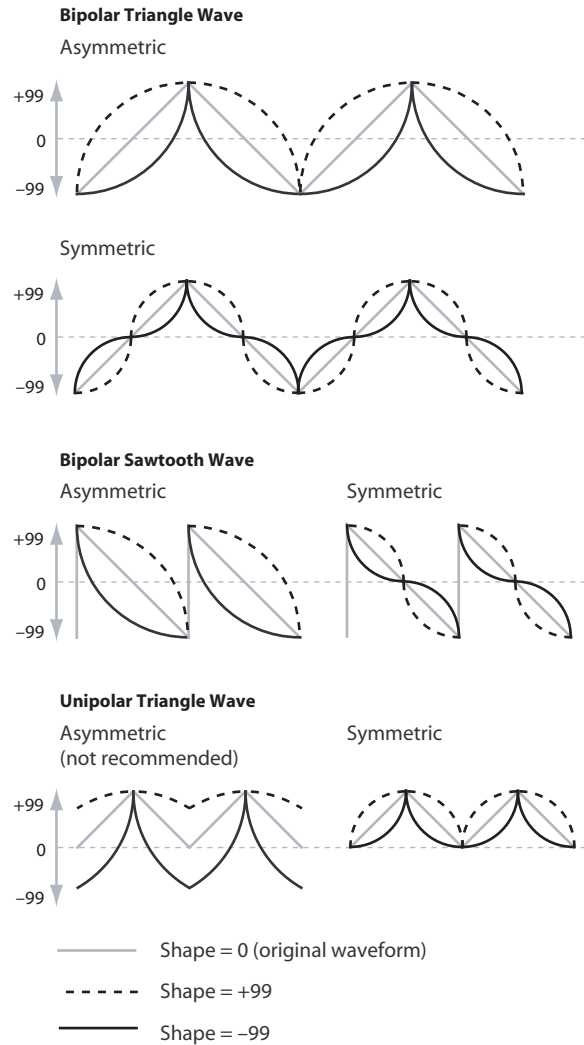 Bipolar Triangle Wave
Asymmetric
+99
0
–99
Symmetric
+99
0
–99
Bipolar Sawtooth Wave
Asymmetric
Symmetric
+99
0
–99
Unipolar Triangle Wave
Asymmetric
(not recommended)
Symmetric
+99
0
–99
Shape = 0 (original waveform)
Shape = +99
Shape = –99